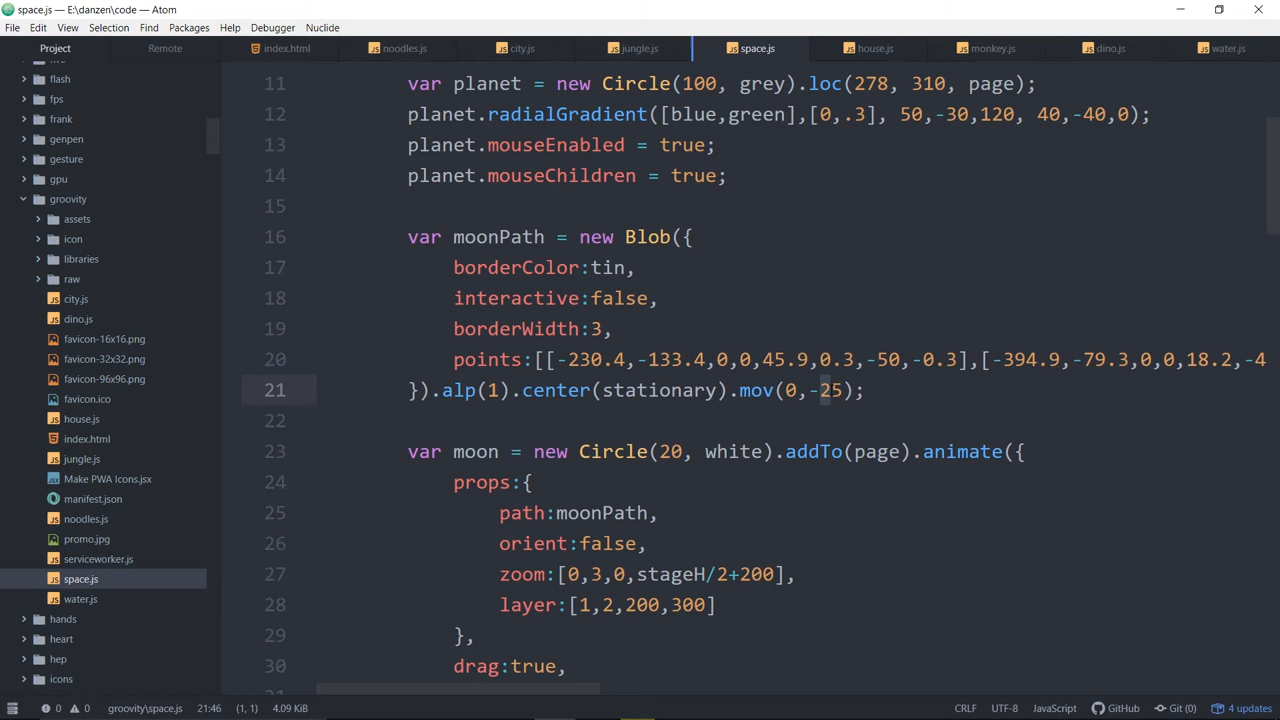 space.js — E:\danzen\code — Atom
File Edit View Selection Find Packages Help Debugger Nuclide
Project Remote index.html noodles.js city.js jungle.js space.js house.js monkey.js dino.js water.js
flash
fps
frank
genpen
gesture
gpu
groovity
assets
icon
libraries
raw
city.js
dino.js
favicon-16x16.png
favicon-32x32.png
favicon-96x96.png
favicon.ico
house.js
index.html
jungle.js
Make PWA Icons.jsx
manifest.json
noodles.js
promo.jpg
serviceworker.js
space.js
water.js
hands
heart
hep
icons
11 var planet = new Circle(100, grey).loc(278, 310, page);
12 planet.radialGradient([blue,green],[0,.3], 50,-30,120, 40,-40,0);
13 planet.mouseEnabled = true;
14 planet.mouseChildren = true;
15
16 var moonPath = new Blob({
17 borderColor:tin,
18 interactive:false,
19 borderWidth:3,
20 points:[[-230.4,-133.4,0,0,45.9,0.3,-50,-0.3],[-394.9,-79.3,0,0,18.2,-4
21 }).alp(1).center(stationary).mov(0,-25);
22
23 var moon = new Circle(20, white).addTo(page).animate({
24 props:{
25 path:moonPath,
26 orient:false,
27 zoom:[0,3,0,stageH/2+200],
28 layer:[1,2,200,300]
29 },
30 drag:true,
0 0 groovity\space.js 21:46 (1, 1) 4.09 KiB CRLF UTF-8 JavaScript GitHub Git (0) 4 updates